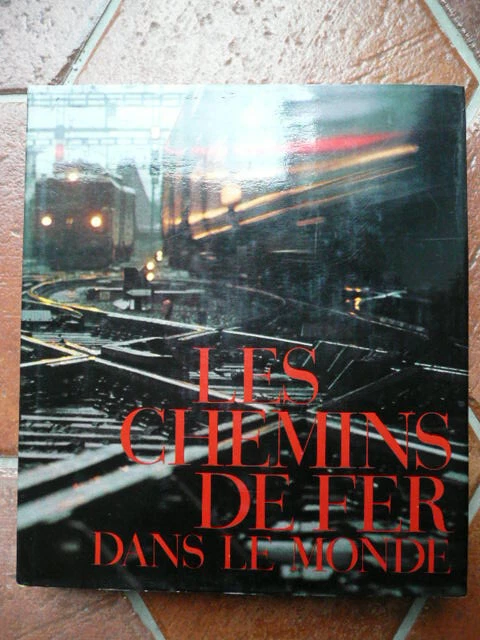 LES
CHEMINS
DE FER
DANS LE MONDE